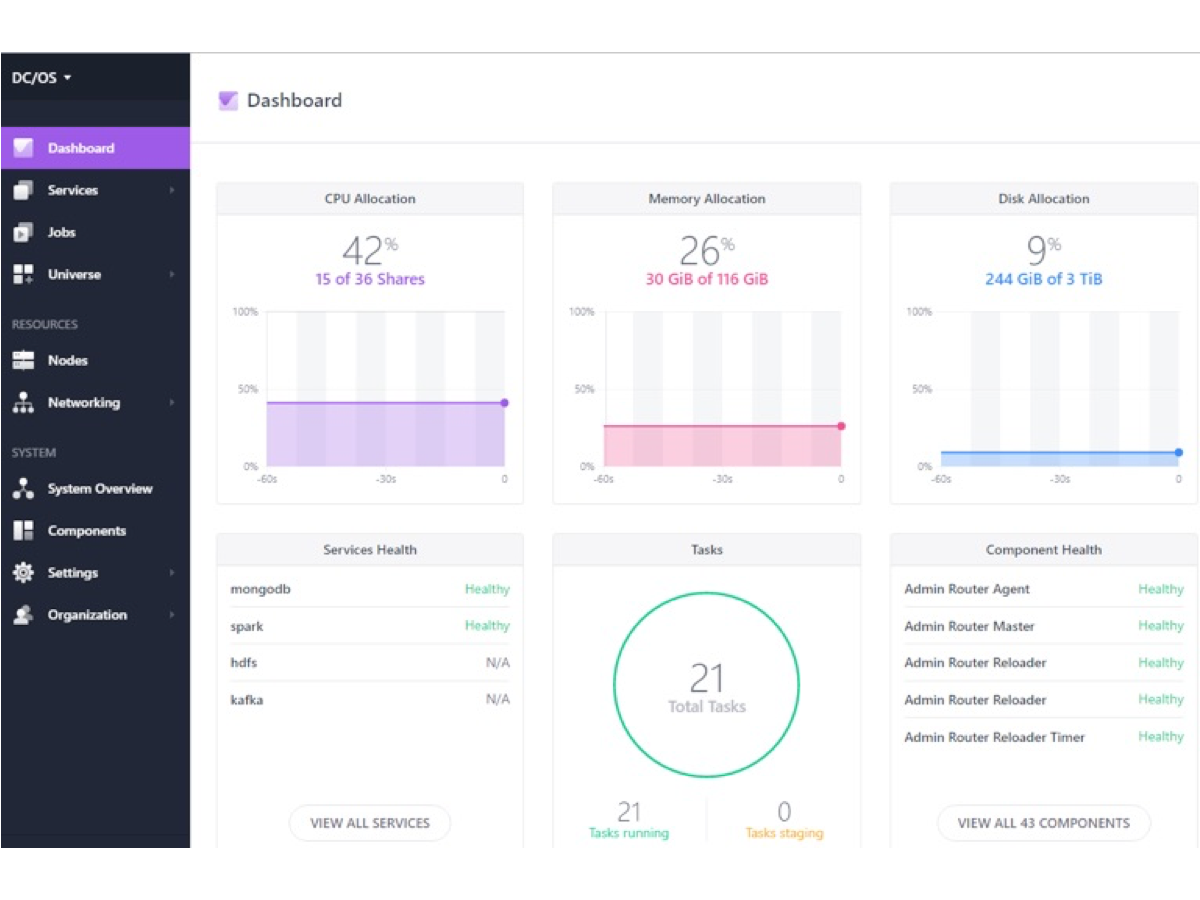 DC/OS
Dashboard
Services
Jobs
Universe
RESOURCES
Nodes
Networking
SYSTEM
System Overview
Components
Settings
Organization
Dashboard
CPU Allocation
42%
15 of 36 Shares
100%
50%
0%
-60s -30s 0
Memory Allocation
26%
30 GiB of 116 GiB
100%
50%
0%
-60s -30s 0
Disk Allocation
9%
244 GiB of 3 TiB
100%
50%
0%
-60s -30s 0
Services Health
mongodb Healthy
spark Healthy
hdfs N/A
kafka N/A
VIEW ALL SERVICES
Tasks
21
Total Tasks
21
Tasks running
0
Tasks staging
Component Health
Admin Router Agent Healthy
Admin Router Master Healthy
Admin Router Reloader Healthy
Admin Router Reloader Healthy
Admin Router Reloader Timer Healthy
VIEW ALL 43 COMPONENTS